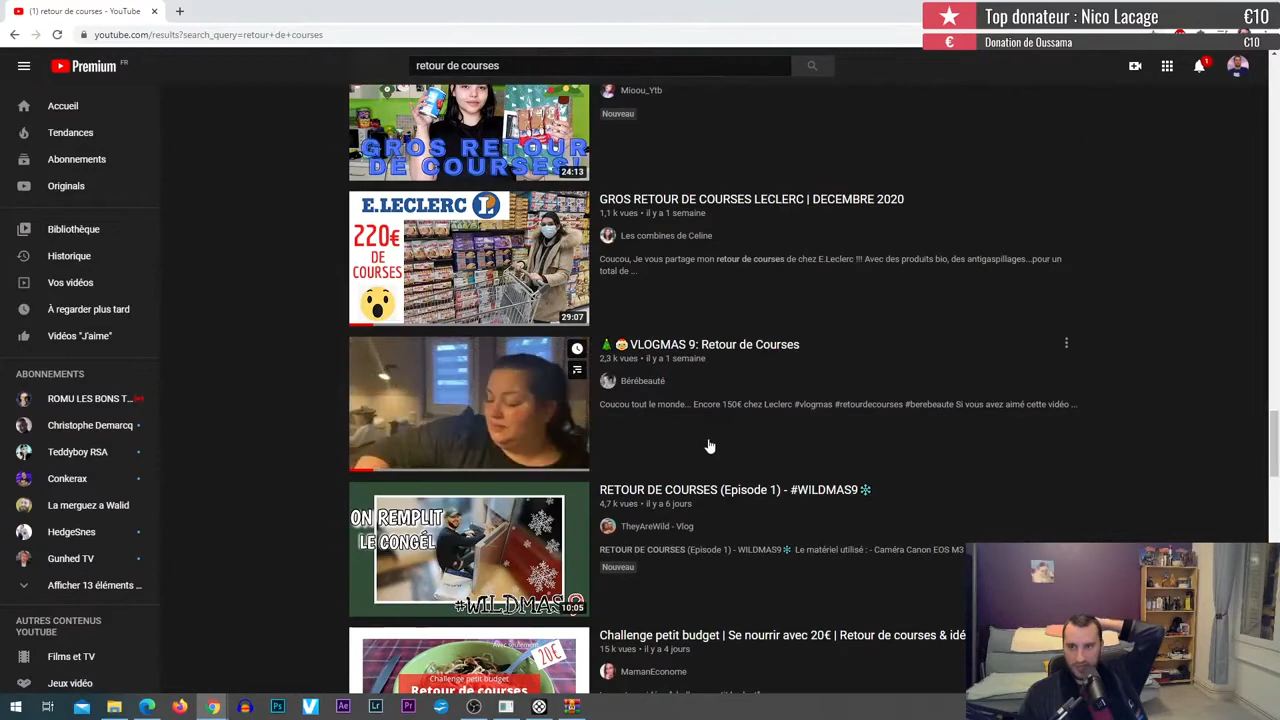 (1) retour de courses - YouTube
Top donateur : Nico Lacage €10
€ Donation de Oussama €10
youtube.com/results?search_query=retour+de+courses
Premium FR
retour de courses
1
Accueil
Tendances
Abonnements
Originals
Bibliothèque
Historique
Vos vidéos
À regarder plus tard
Vidéos "J'aime"
ABONNEMENTS
ROMU LES BONS T...
Christophe Demarcq
Teddyboy RSA
Conkerax
La merguez a Walid
HedgeSnes
Gunhed TV
Afficher 13 éléments ...
AUTRES CONTENUS
YOUTUBE
Films et TV
Jeux vidéo
GROS RETOUR
DE COURSES!
24:13
Mioou_Ytb
Nouveau
E.LECLERC
220€
DE
COURSES
29:07
GROS RETOUR DE COURSES LECLERC | DECEMBRE 2020
1,1 k vues • il y a 1 semaine
Les combines de Celine
Coucou, Je vous partage mon retour de courses de chez E.Leclerc !!! Avec des produits bio, des antigaspillages...pour un
total de ...
VLOGMAS 9: Retour de Courses
2,3 k vues • il y a 1 semaine
Bérébeauté
Coucou tout le monde... Encore 150€ chez Leclerc #vlogmas #retourdecourses #berebeaute Si vous avez aimé cette vidéo ...
ON REMPLIT
LE CONGÉL
#WILDMAS9
10:05
RETOUR DE COURSES (Episode 1) - #WILDMAS9
4,7 k vues • il y a 6 jours
TheyAreWild - Vlog
RETOUR DE COURSES (Episode 1) - WILDMAS9 Le matériel utilisé : - Caméra Canon EOS M3
Nouveau
Avec seulement
20€
Challenge petit budget
Retour de courses
Challenge petit budget | Se nourrir avec 20€ | Retour de courses & idé
15 k vues • il y a 4 jours
MamanEconome
Ps
Ae
Lr
Pr